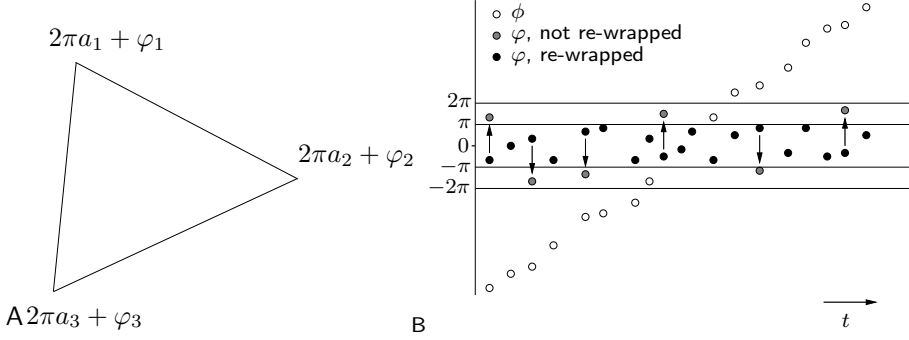 2πa₁ + φ₁
2πa₂ + φ₂
A 2πa₃ + φ₃
ϕ
φ, not re-wrapped
φ, re-wrapped
2π
π
0
−π
−2π
B
t